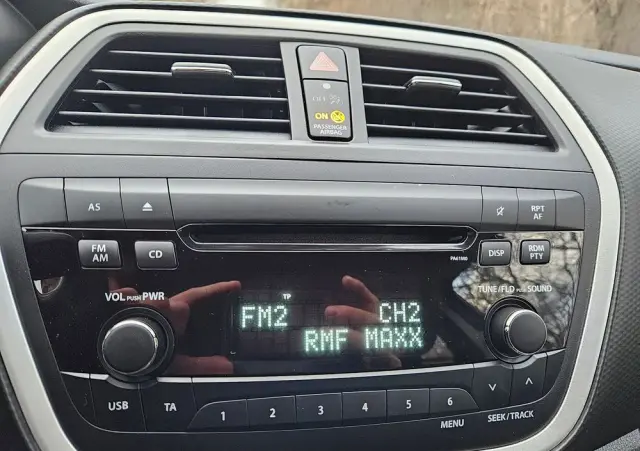 OFF
ON
PASSENGER
AIRBAG
AS
RPT
AF
FM
AM
CD
DISP
RDM
PTY
VOL PUSH PWR
TUNE/FLD PUSH SOUND
TP
FM2 CH2
RMF MAXX
USB
TA
1 2 3 4 5 6
MENU
SEEK/TRACK